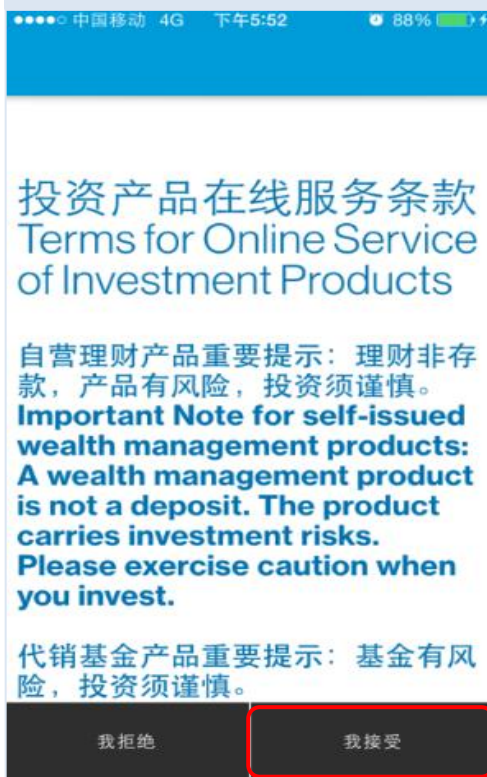 中国移动 4G 下午5:52 88%
投资产品在线服务条款
Terms for Online Service
of Investment Products
自营理财产品重要提示：理财非存
款，产品有风险，投资须谨慎。
Important Note for self-issued
wealth management products:
A wealth management product
is not a deposit. The product
carries investment risks.
Please exercise caution when
you invest.
代销基金产品重要提示：基金有风
险，投资须谨慎。
我拒绝 我接受